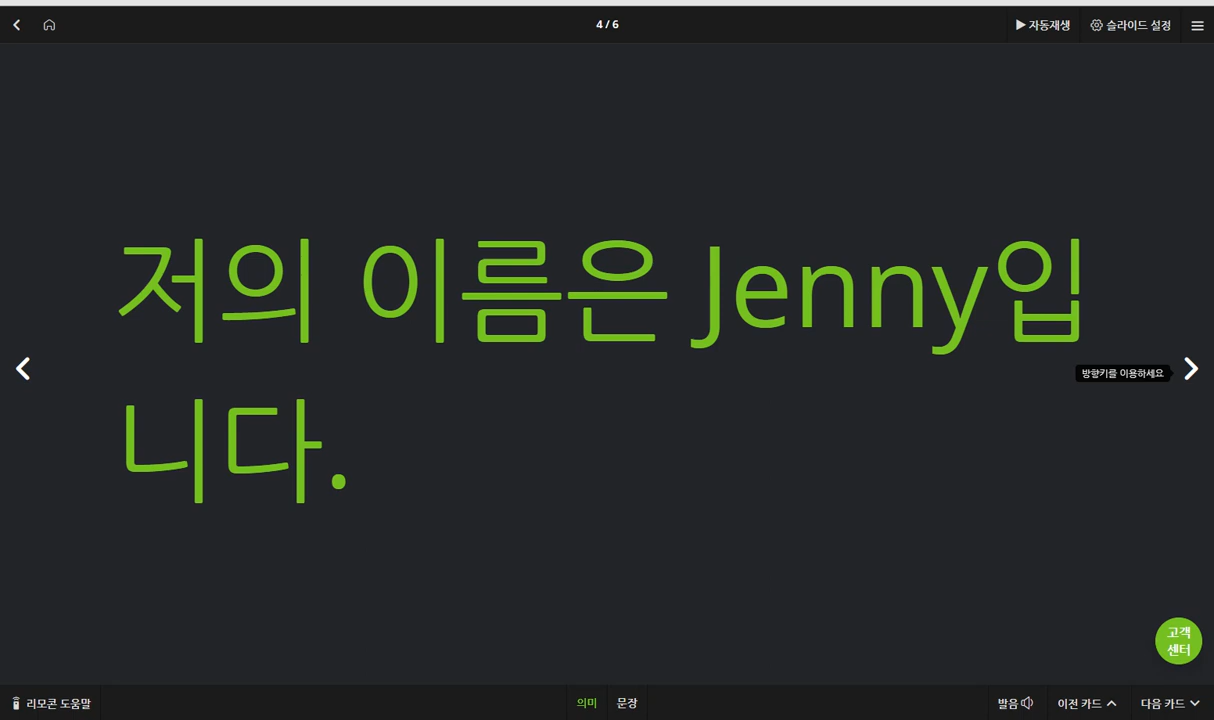 4 / 6
자동재생
슬라이드 설정
저의 이름은 Jenny입
니다.
방향키를 이용하세요
고객
센터
리모콘 도움말
의미
문장
발음
이전 카드
다음 카드